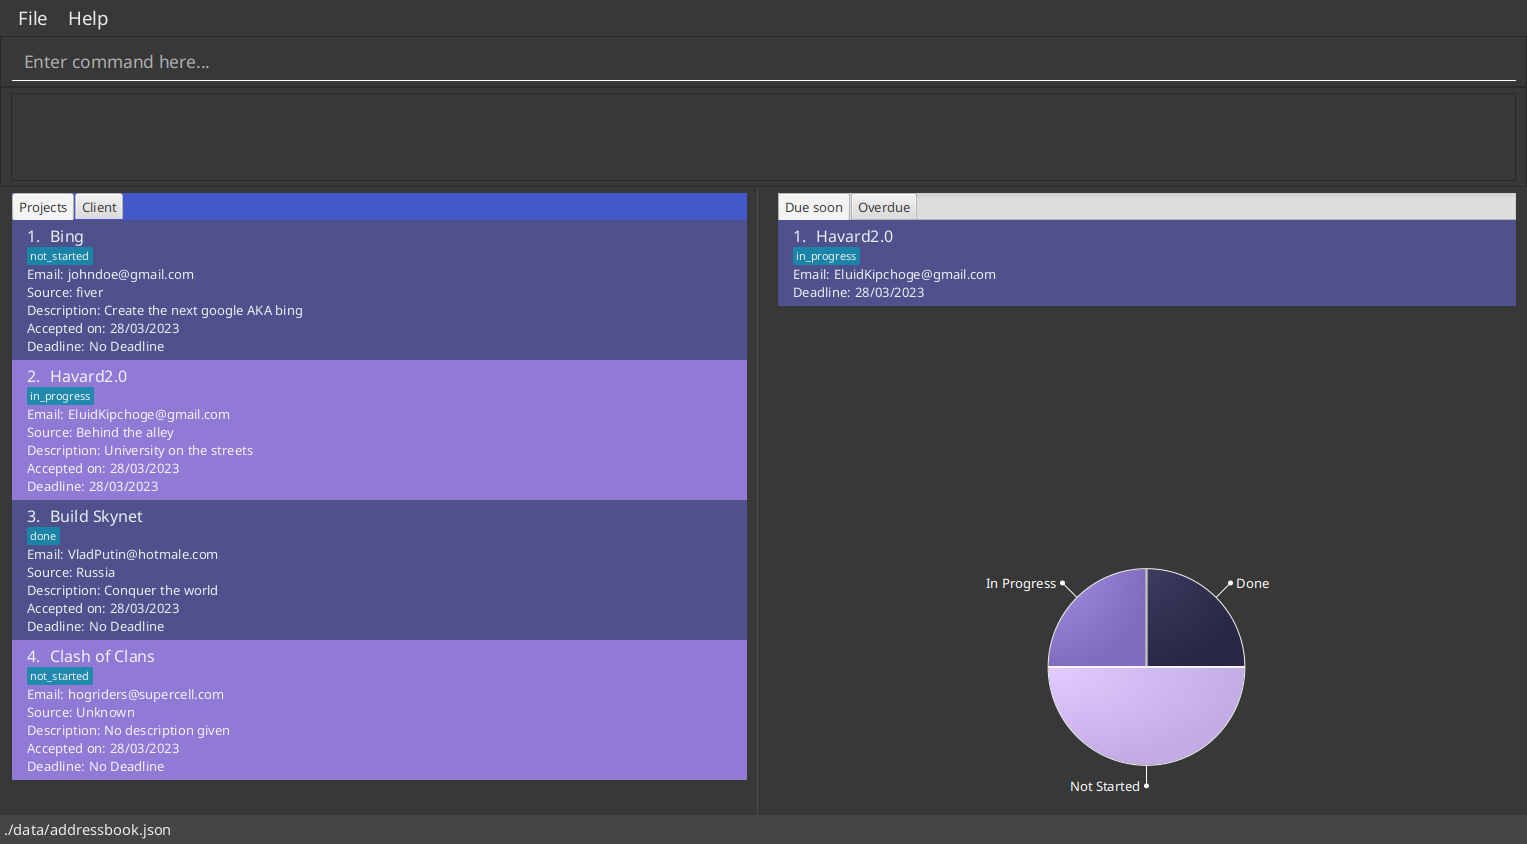 File Help
Enter command here...
Projects Client
1. Bing
not_started
Email: johndoe@gmail.com
Source: fiver
Description: Create the next google AKA bing
Accepted on: 28/03/2023
Deadline: No Deadline
2. Havard2.0
in_progress
Email: EluidKipchoge@gmail.com
Source: Behind the alley
Description: University on the streets
Accepted on: 28/03/2023
Deadline: 28/03/2023
3. Build Skynet
done
Email: VladPutin@hotmale.com
Source: Russia
Description: Conquer the world
Accepted on: 28/03/2023
Deadline: No Deadline
4. Clash of Clans
not_started
Email: hogriders@supercell.com
Source: Unknown
Description: No description given
Accepted on: 28/03/2023
Deadline: No Deadline
Due soon Overdue
1. Havard2.0
in_progress
Email: EluidKipchoge@gmail.com
Deadline: 28/03/2023
In Progress
Done
Not Started
./data/addressbook.json